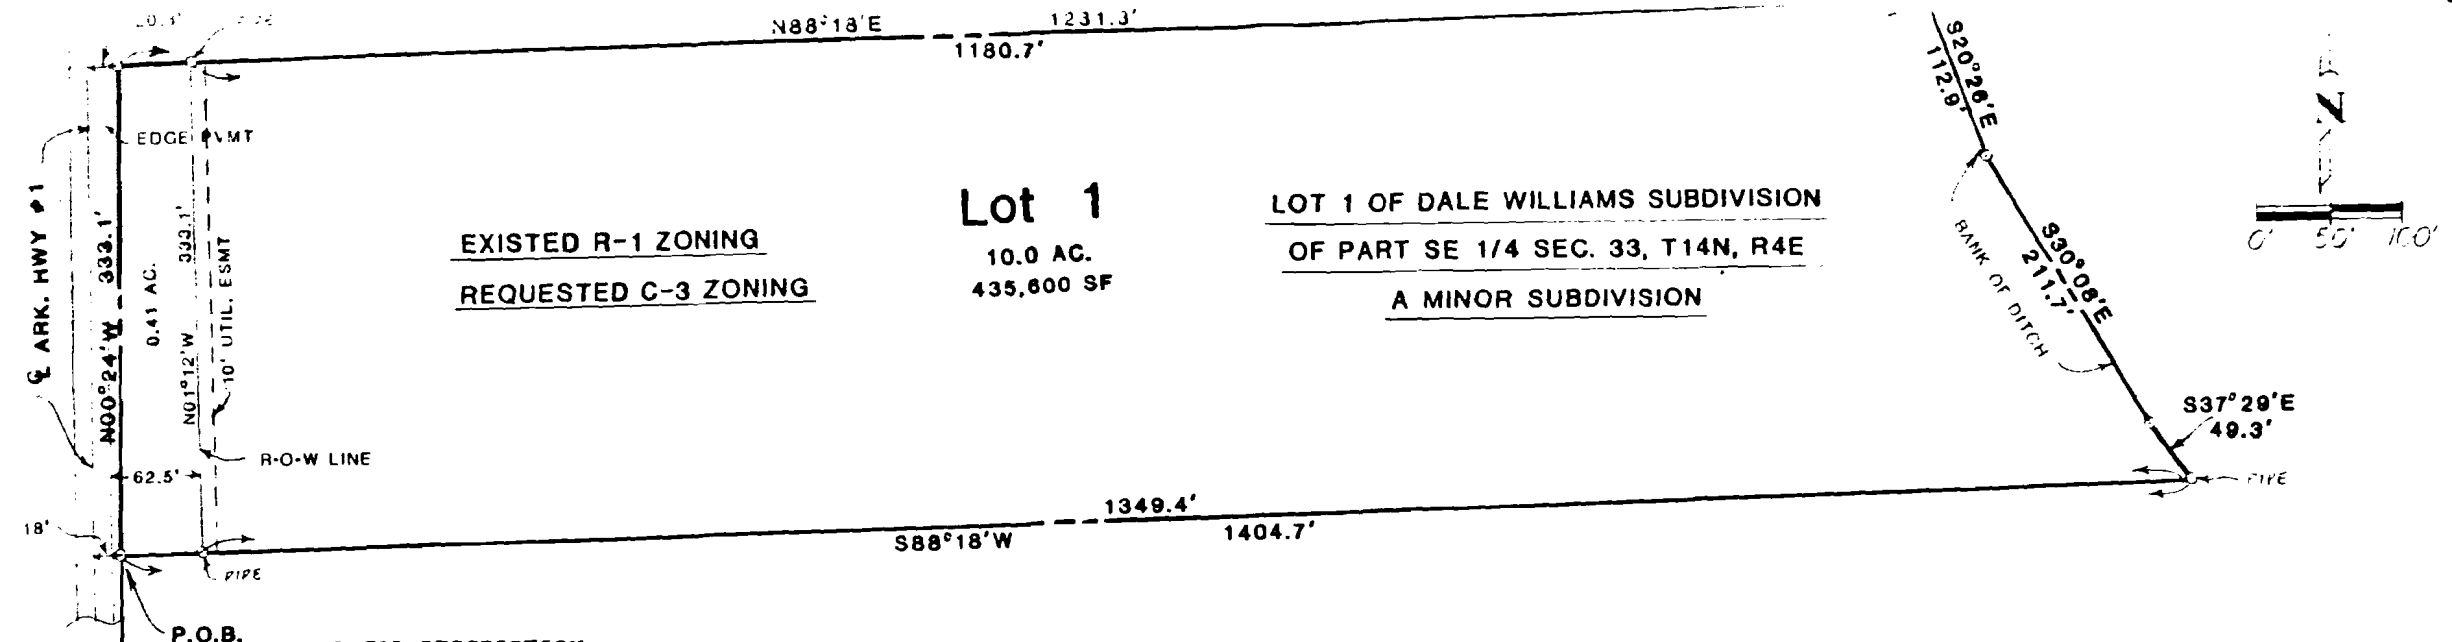 N88°18'E 1231.3'
1180.7'
S20°26'E
112.9'
N
EDGE PVMT
℄ ARK. HWY #1
N00°24'W 333.1'
0.41 AC.
N01°12'W 333.1'
10' UTIL. ESMT
EXISTED R-1 ZONING
REQUESTED C-3 ZONING
Lot 1
10.0 AC.
435,600 SF
LOT 1 OF DALE WILLIAMS SUBDIVISION
OF PART SE 1/4 SEC. 33, T14N, R4E
A MINOR SUBDIVISION
BANK OF DITCH
S30°08'E
211.7'
0' 50' 100'
S37°29'E
49.3'
R-O-W LINE
62.5'
PIPE
1349.4'
S88°18'W 1404.7'
18'
PIPE
P.O.B.